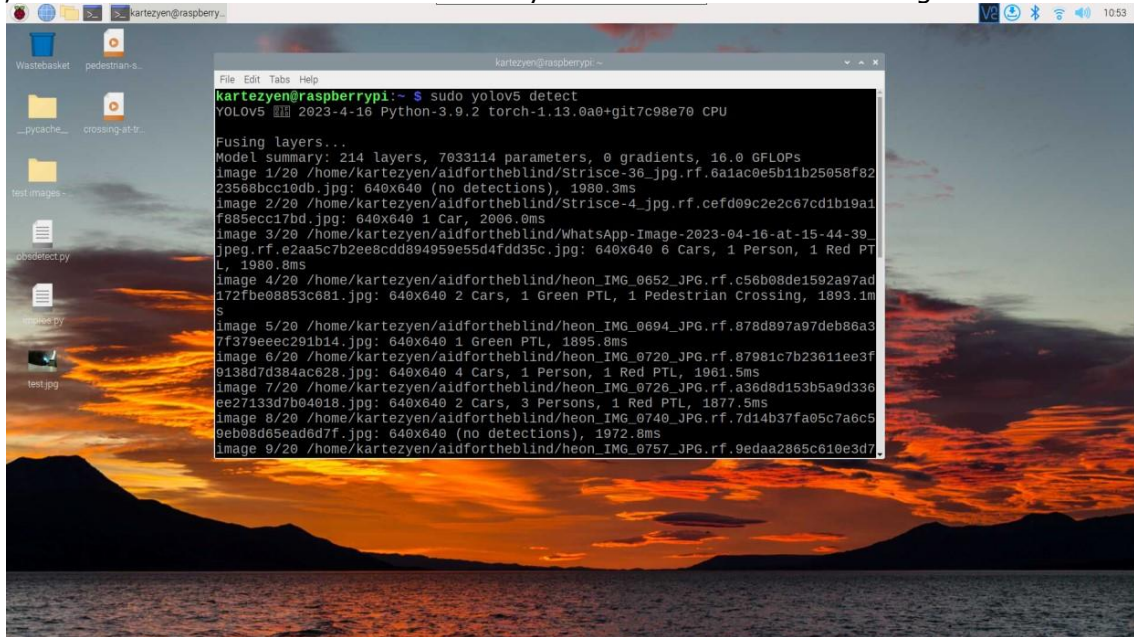 kartezyen@raspberry...
10:53
Wastebasket
pedestrian-s...
__pycache__
crossing-at-tr...
test images -...
obsdetect.py
test.jpg
kartezyen@raspberrypi: ~
File Edit Tabs Help
kartezyen@raspberrypi:~ $ sudo yolov5 detect
YOLOv5 2023-4-16 Python-3.9.2 torch-1.13.0a0+git7c98e70 CPU
Fusing layers...
Model summary: 214 layers, 7033114 parameters, 0 gradients, 16.0 GFLOPs
image 1/20 /home/kartezyen/aidfortheblind/Strisce-36_jpg.rf.6a1ac0e5b11b25058f82
23568bcc10db.jpg: 640x640 (no detections), 1980.3ms
image 2/20 /home/kartezyen/aidfortheblind/Strisce-4_jpg.rf.cefd09c2e2c67cd1b19a1
f885ecc17bd.jpg: 640x640 1 Car, 2006.0ms
image 3/20 /home/kartezyen/aidfortheblind/WhatsApp-Image-2023-04-16-at-15-44-39_
jpeg.rf.e2aa5c7b2ee8cdd894959e55d4fdd35c.jpg: 640x640 6 Cars, 1 Person, 1 Red PT
L, 1980.8ms
image 4/20 /home/kartezyen/aidfortheblind/heon_IMG_0652_JPG.rf.c56b08de1592a97ad
172fbe08853c681.jpg: 640x640 2 Cars, 1 Green PTL, 1 Pedestrian Crossing, 1893.1m
s
image 5/20 /home/kartezyen/aidfortheblind/heon_IMG_0694_JPG.rf.878d897a97deb86a3
7f379eeec291b14.jpg: 640x640 1 Green PTL, 1895.8ms
image 6/20 /home/kartezyen/aidfortheblind/heon_IMG_0720_JPG.rf.87981c7b23611ee3f
9138d7d384ac628.jpg: 640x640 4 Cars, 1 Person, 1 Red PTL, 1961.5ms
image 7/20 /home/kartezyen/aidfortheblind/heon_IMG_0726_JPG.rf.a36d8d153b5a9d336
ee27133d7b04018.jpg: 640x640 2 Cars, 3 Persons, 1 Red PTL, 1877.5ms
image 8/20 /home/kartezyen/aidfortheblind/heon_IMG_0740_JPG.rf.7d14b37fa05c7a6c5
9eb08d65ead6d7f.jpg: 640x640 (no detections), 1972.8ms
image 9/20 /home/kartezyen/aidfortheblind/heon_IMG_0757_JPG.rf.9edaa2865c610e3d7